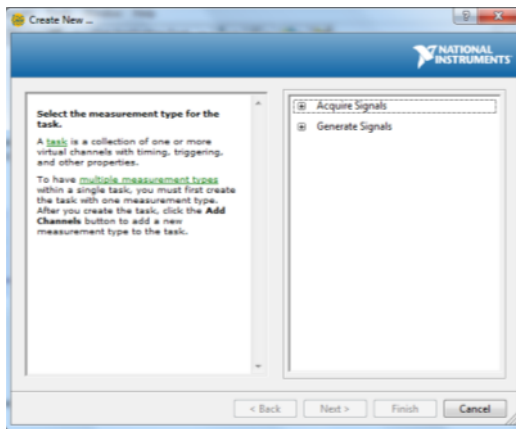 Create New ...
NATIONAL
INSTRUMENTS
Select the measurement type for the
task.
A task is a collection of one or more
virtual channels with timing, triggering,
and other properties.
To have multiple measurement types
within a single task, you must first create
the task with one measurement type.
After you create the task, click the Add
Channels button to add a new
measurement type to the task.
Acquire Signals
Generate Signals
< Back
Next >
Finish
Cancel